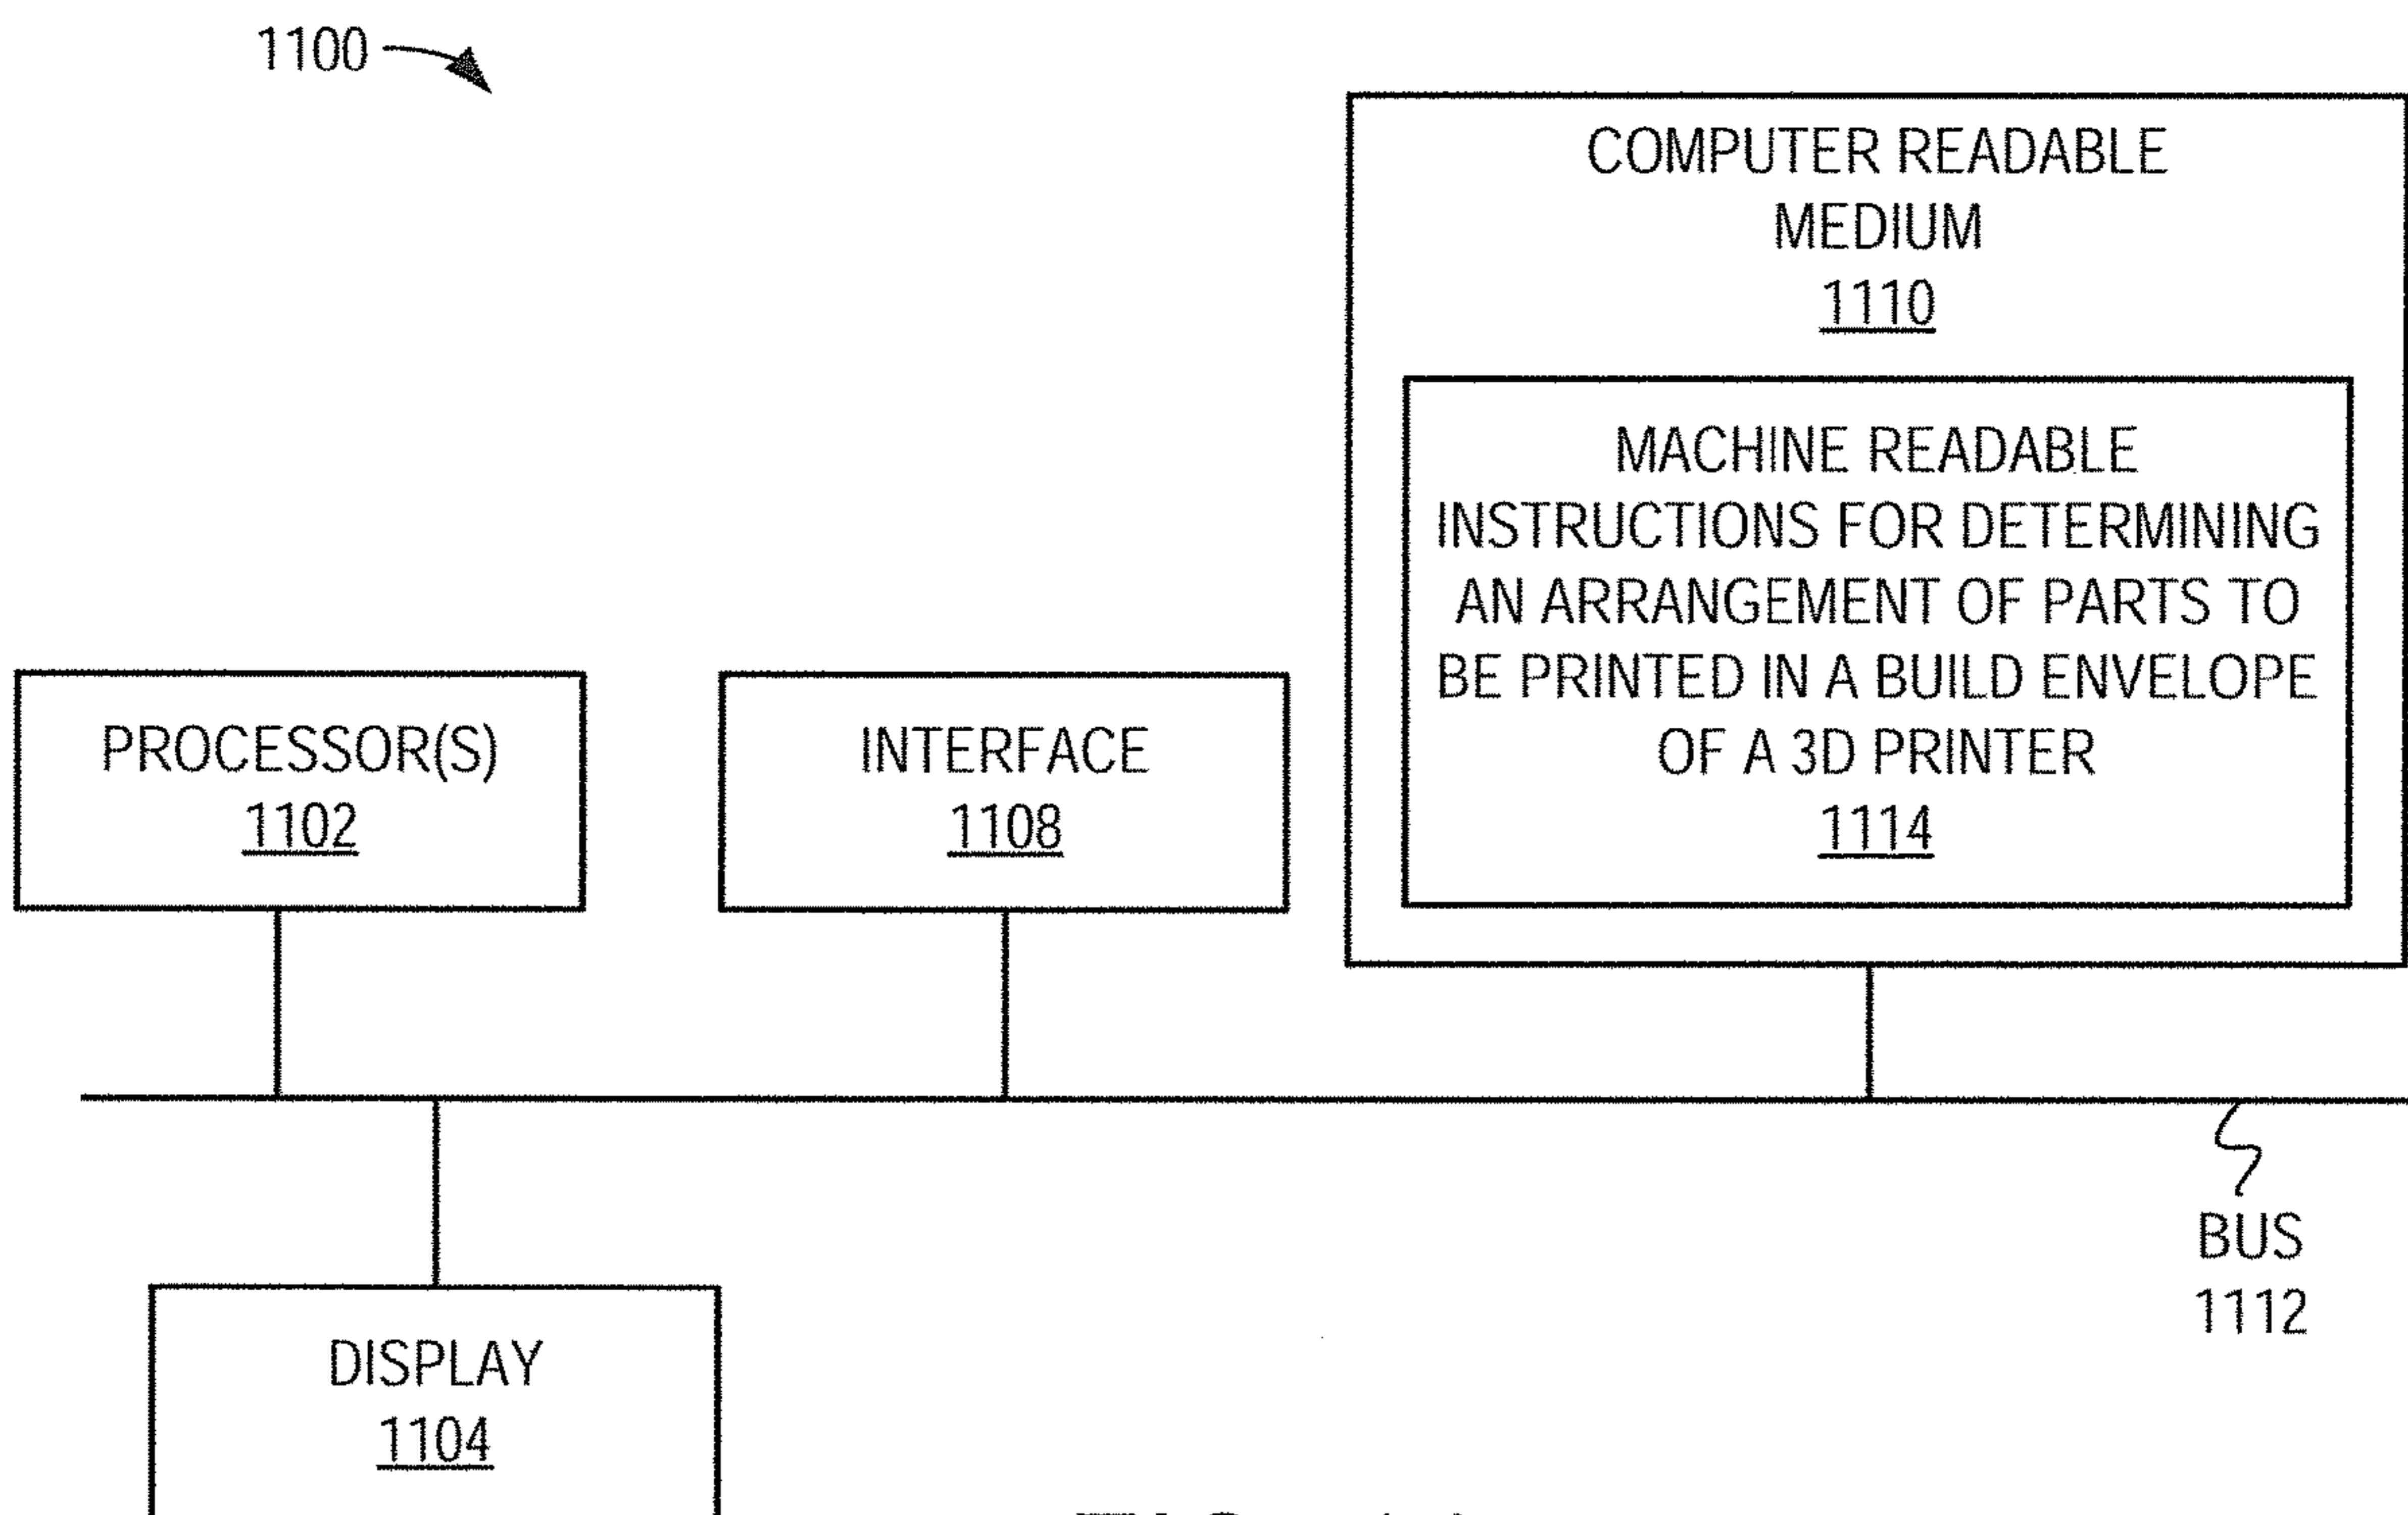 1100
COMPUTER READABLE
MEDIUM
1110
MACHINE READABLE
INSTRUCTIONS FOR DETERMINING
AN ARRANGEMENT OF PARTS TO
BE PRINTED IN A BUILD ENVELOPE
OF A 3D PRINTER
1114
PROCESSOR(S)
1102
INTERFACE
1108
BUS
1112
DISPLAY
1104